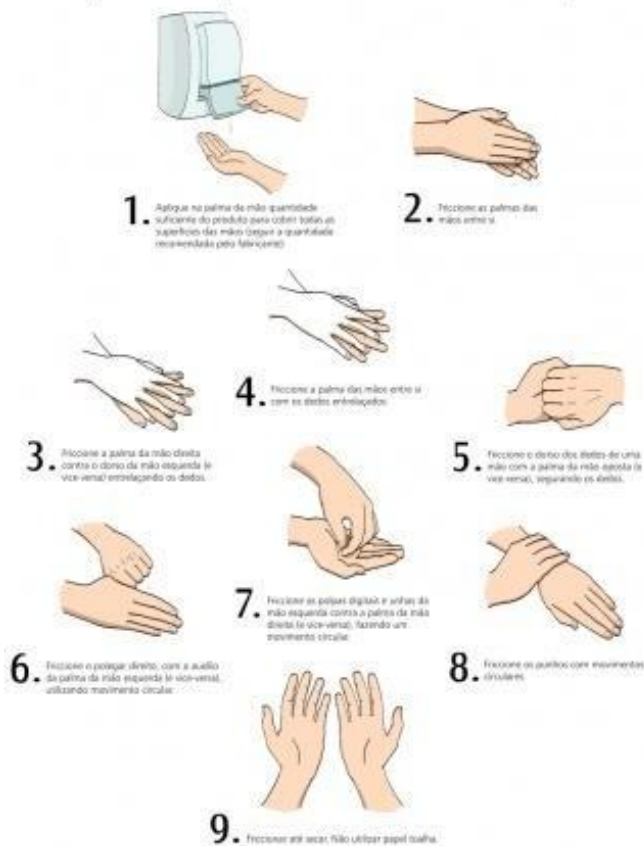 1. Aplique na palma da mão quantidade
suficiente do produto para cobrir todas as
superfícies das mãos (seguir a quantidade
recomendada pelo fabricante)
2. Friccione as palmas das
mãos entre si
3. Friccione a palma da mão direita
contra o dorso da mão esquerda (e
vice-versa) entrelaçando os dedos.
4. Friccione a palma das mãos entre si
com os dedos entrelaçados
5. Friccione o dorso dos dedos de uma
mão com a palma da mão oposta (e
vice-versa), segurando os dedos.
6. Friccione o polegar direito, com a auxílio
da palma da mão esquerda (e vice-versa),
utilizando movimento circular
7. Friccione as polpas digitais e unhas da
mão esquerda contra a palma da mão
direita (e vice-versa), fazendo um
movimento circular
8. Friccione os punhos com movimentos
circulares
9. Friccionar até secar. Não utilizar papel toalha.